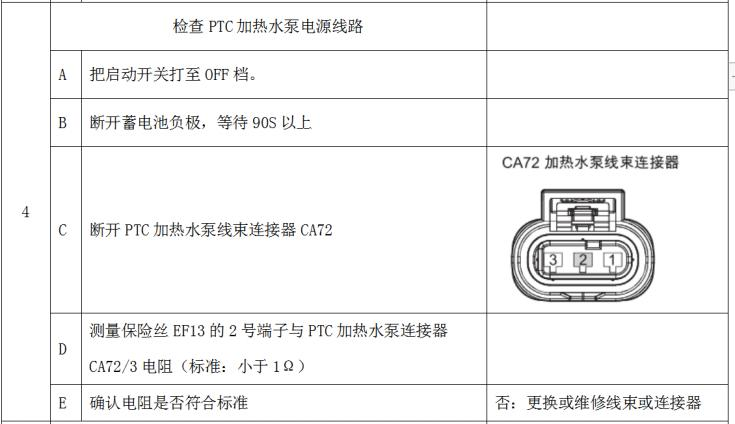 检查 PTC 加热水泵电源线路
A 把启动开关打至 OFF 档。
B 断开蓄电池负极，等待 90S 以上
CA72 加热水泵线束连接器
4
C 断开 PTC 加热水泵线束连接器 CA72
3 2 1
测量保险丝 EF13 的 2 号端子与 PTC 加热水泵连接器
D
CA72/3 电阻（标准：小于 1Ω）
E 确认电阻是否符合标准 否：更换或维修线束或连接器